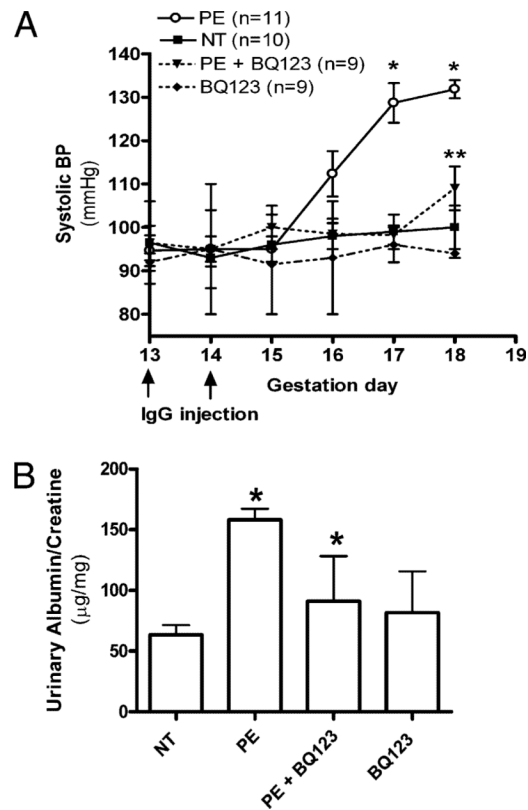 A
PE (n=11)
NT (n=10)
PE + BQ123 (n=9)
BQ123 (n=9)
Systolic BP
(mmHg)
140
130
120
110
100
90
80
* *
**
13 14 15 16 17 18 19
Gestation day
IgG injection
B
Urinary Albumin/Creatine
(μg/mg)
200
150
100
50
0
*
*
NT
PE
PE + BQ123
BQ123